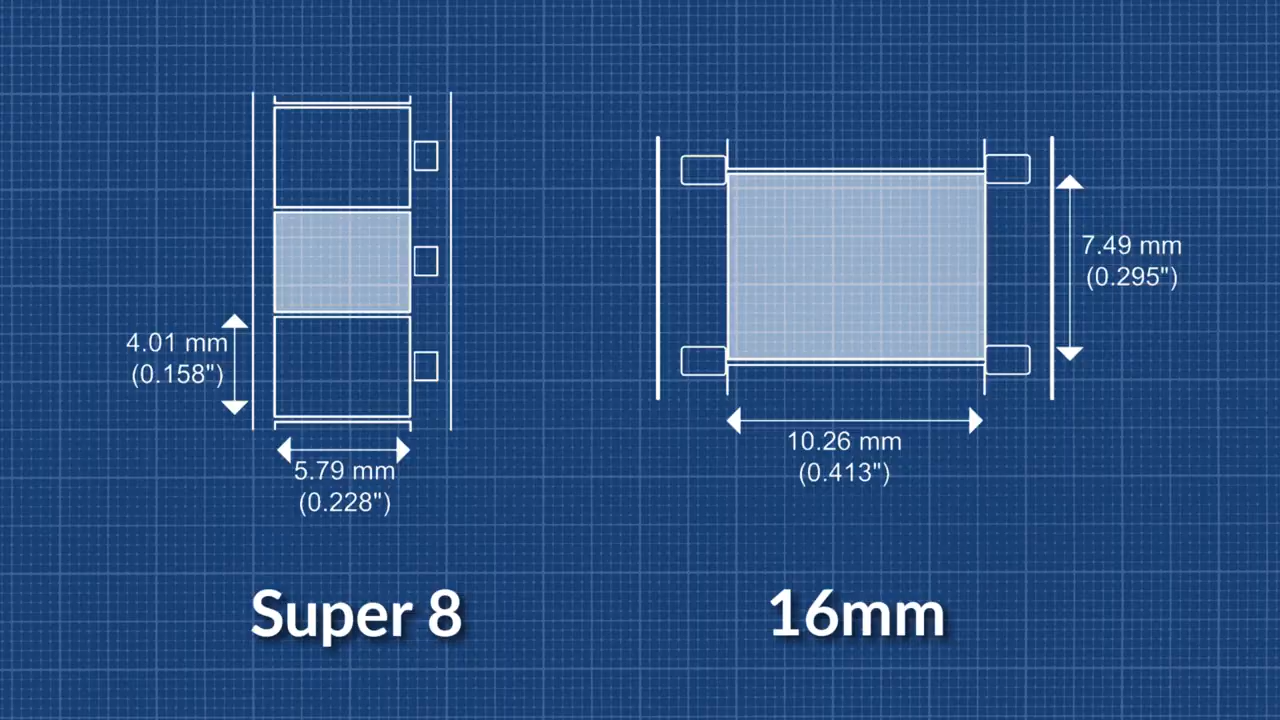 4.01 mm
(0.158")
5.79 mm
(0.228")
Super 8
7.49 mm
(0.295")
10.26 mm
(0.413")
16mm